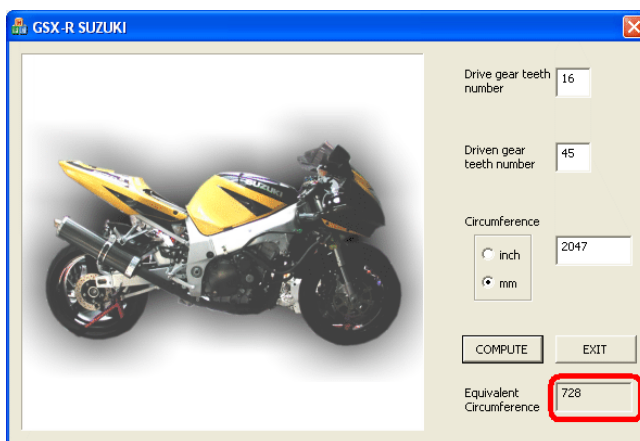 GSX-R SUZUKI
Drive gear teeth
number
16
Driven gear
teeth number
45
Circumference
inch
mm
2047
COMPUTE
EXIT
Equivalent
Circumference
728
SUZUKI